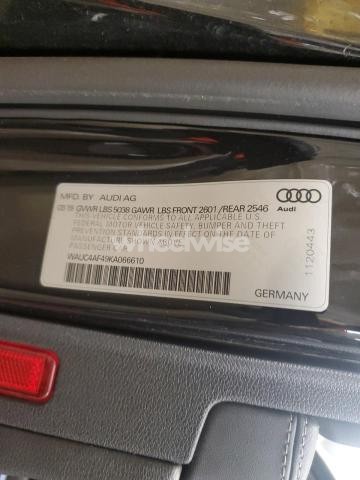 MFD. BY AUDI AG
GVWR LBS 5038 GAWR LBS FRONT 2601 /REAR 2546
THIS VEHICLE CONFORMS TO ALL APPLICABLE U.S.
FEDERAL MOTOR VEHICLE SAFETY, BUMPER AND THEFT
PREVENTION STANDARDS IN EFFECT ON THE DATE OF
MANUFACTURE SHOWN ABOVE.
PASSENGER CAR
WAUC4AF49KA066610
Audi
1120443
GERMANY